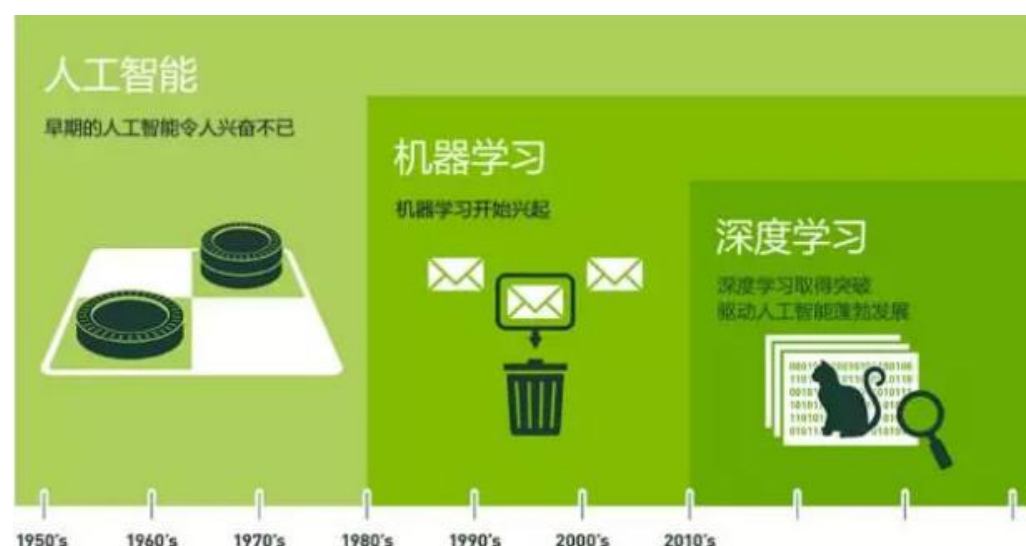 人工智能
早期的人工智能令人兴奋不已
机器学习
机器学习开始兴起
深度学习
深度学习取得突破
驱动人工智能蓬勃发展
1950's 1960's 1970's 1980's 1990's 2000's 2010's